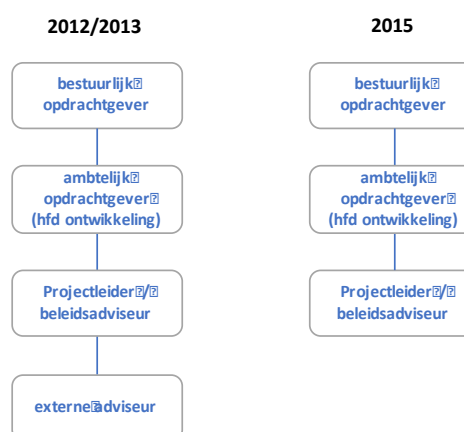 2012/2013
bestuurlijk
opdrachtgever
ambtelijk
opdrachtgever
(hfd ontwikkeling)
Projectleider / 
beleidsadviseur
externe adviseur
2015
bestuurlijk
opdrachtgever
ambtelijk
opdrachtgever
(hfd ontwikkeling)
Projectleider / 
beleidsadviseur